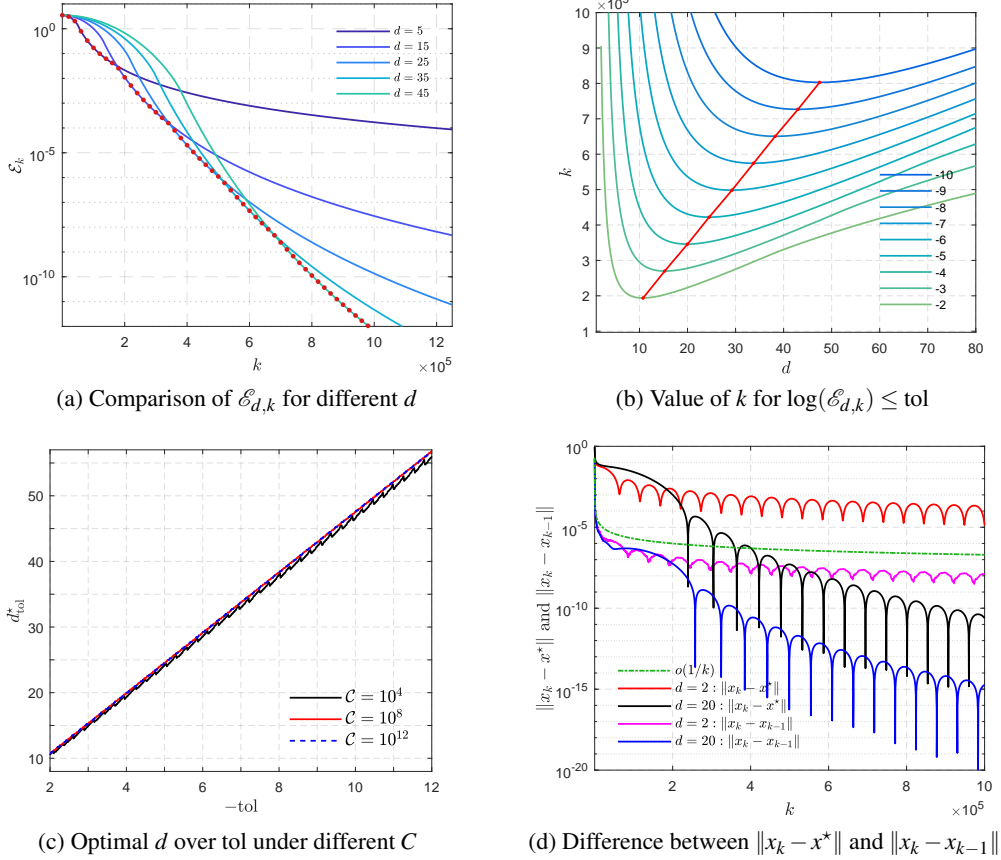 10^0
10^-5
10^-10
ℰ_k
d = 5
d = 15
d = 25
d = 35
d = 45
2 4 6 8 10 12
×10^5
k
(a) Comparison of ℰ_{d,k} for different d
10
9
8
7
6
5
4
3
2
1
k
-10
-9
-8
-7
-6
-5
-4
-3
-2
10 20 30 40 50 60 70 80
d
(b) Value of k for log(ℰ_{d,k}) ≤ tol
50
40
30
20
10
d^⋆_tol
C = 10^4
C = 10^8
C = 10^12
2 4 6 8 10 12
−tol
(c) Optimal d over tol under different C
10^0
10^-5
10^-10
10^-15
10^-20
‖x_k − x^⋆‖ and ‖x_k − x_{k−1}‖
o(1/k)
d = 2 : ‖x_k − x^⋆‖
d = 20 : ‖x_k − x^⋆‖
d = 2 : ‖x_k + x_{k−1}‖
d = 20 : ‖x_k − x_{k−1}‖
2 4 6 8 10
×10^5
k
(d) Difference between ‖x_k − x^⋆‖ and ‖x_k − x_{k−1}‖